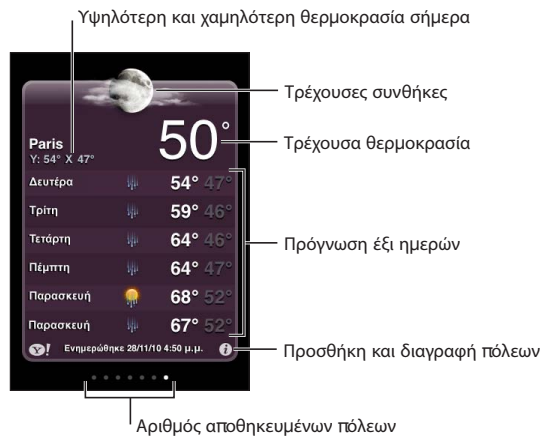 Υψηλότερη και χαμηλότερη θερμοκρασία σήμερα
Τρέχουσες συνθήκες
50°
Τρέχουσα θερμοκρασία
Paris
Υ: 54° Χ 47°
Δευτέρα 54° 47°
Τρίτη 59° 46°
Τετάρτη 64° 46°
Πρόγνωση έξι ημερών
Πέμπτη 64° 47°
Παρασκευή 68° 52°
Παρασκευή 67° 52°
Y! Ενημερώθηκε 28/11/10 4:50 μ.μ. i
Προσθήκη και διαγραφή πόλεων
Αριθμός αποθηκευμένων πόλεων